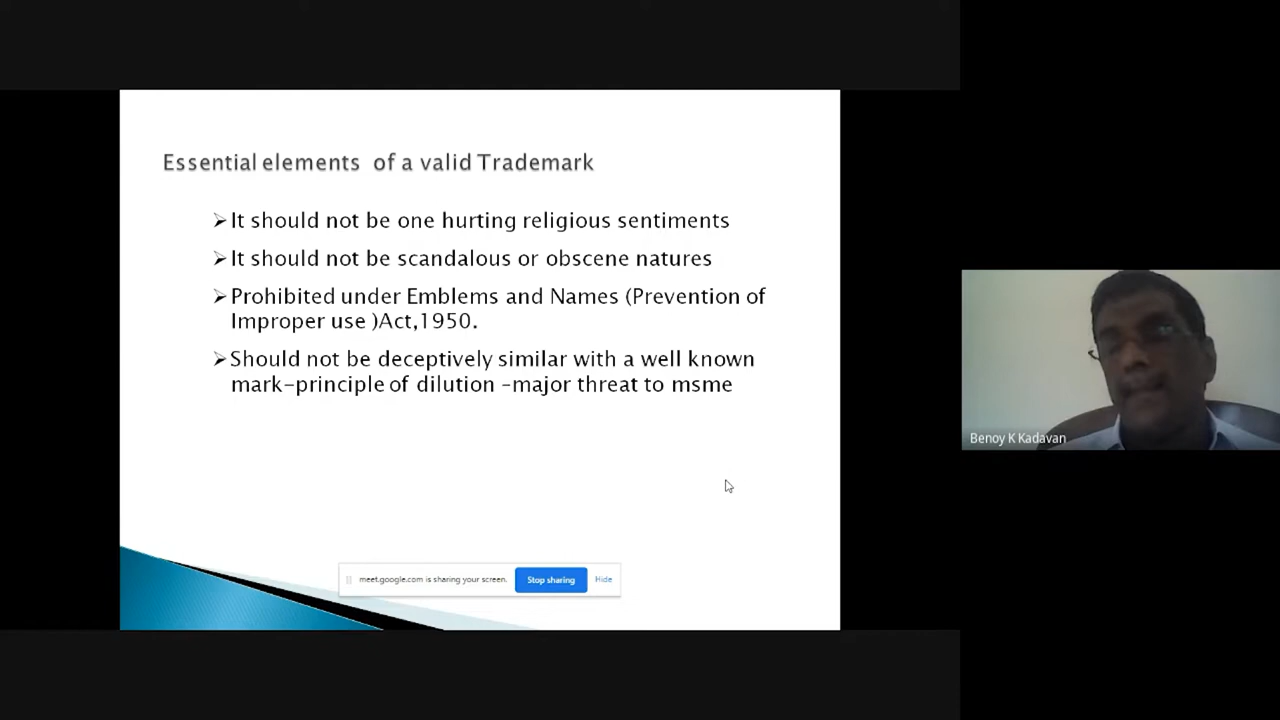 Essential elements of a valid Trademark
➢It should not be one hurting religious sentiments
➢It should not be scandalous or obscene natures
➢Prohibited under Emblems and Names (Prevention of
Improper use )Act,1950.
➢Should not be deceptively similar with a well known
mark-principle of dilution -major threat to msme
Benoy K Kadavan
meet.google.com is sharing your screen. Stop sharing Hide